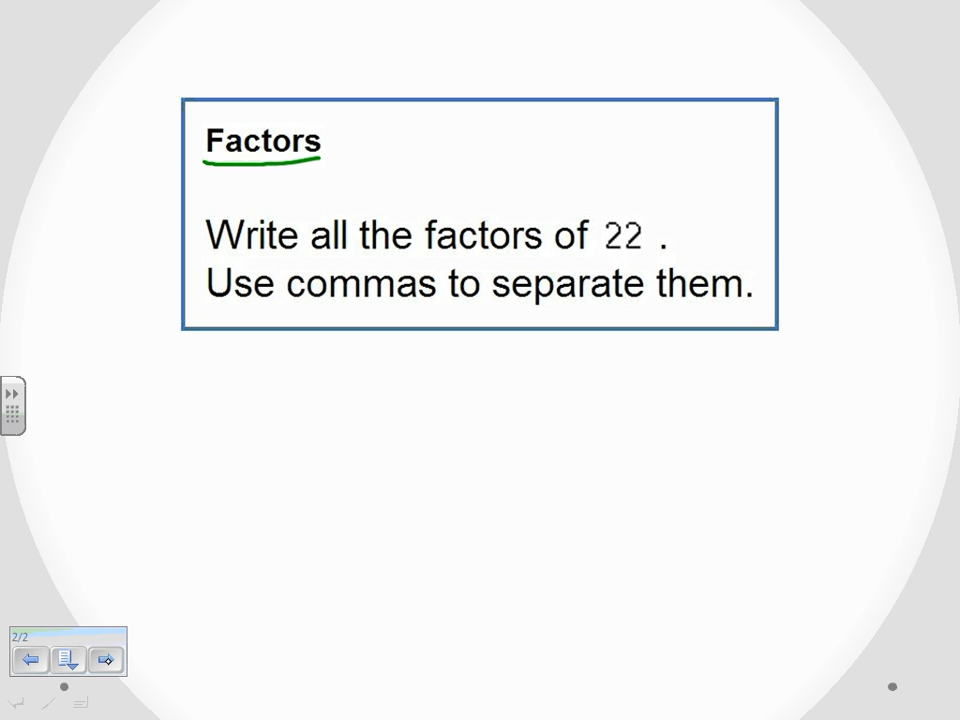 Factors
Write all the factors of 22 .
Use commas to separate them.
2/2